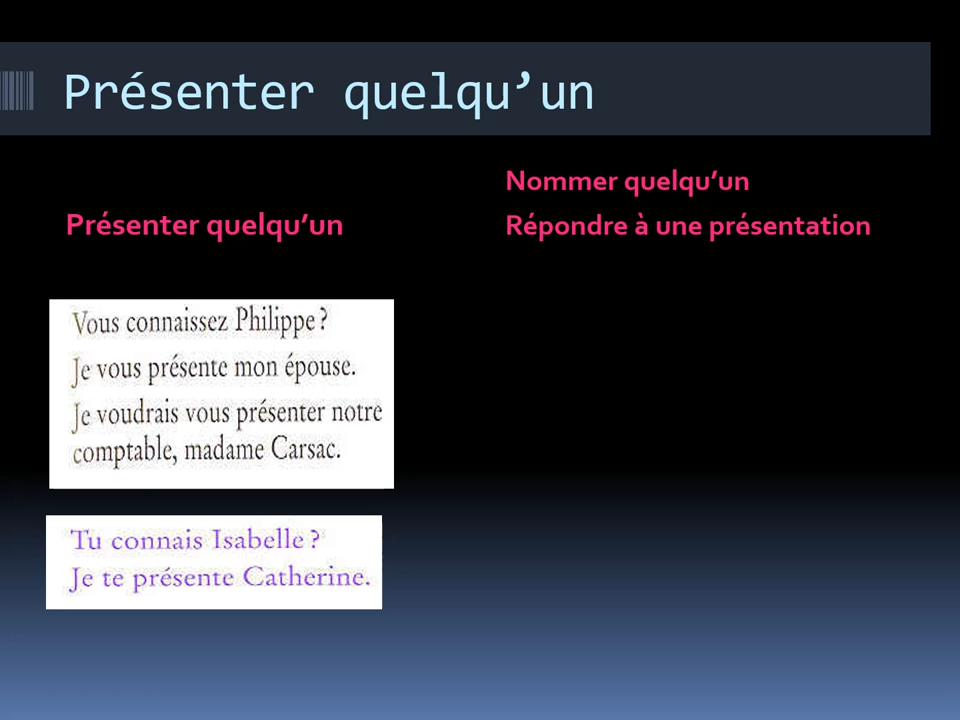 Présenter quelqu’un
Présenter quelqu’un
Nommer quelqu’un
Répondre à une présentation
Vous connaissez Philippe ?
Je vous présente mon épouse.
Je voudrais vous présenter notre
comptable, madame Carsac.
Tu connais Isabelle ?
Je te présente Catherine.